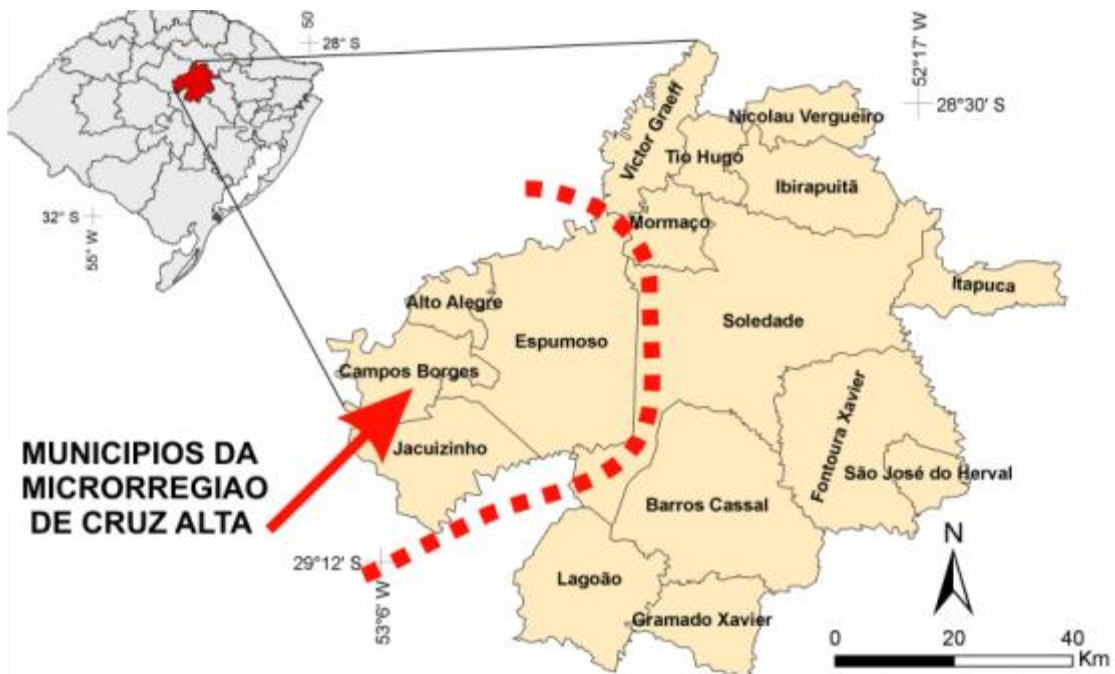 50
28° S
32° S
55° W
52°17' W
28°30' S
Victor Graeff
Nicolau Vergueiro
Tio Hugo
Ibirapuitã
Mormaço
Itapuca
Alto Alegre
Soledade
Espumoso
Campos Borges
Fontoura Xavier
Jacuizinho
MUNICIPIOS DA
MICRORREGIAO
DE CRUZ ALTA
São José do Herval
Barros Cassal
29°12' S
53°6' W
Lagoão
Gramado Xavier
N
0 20 40
Km